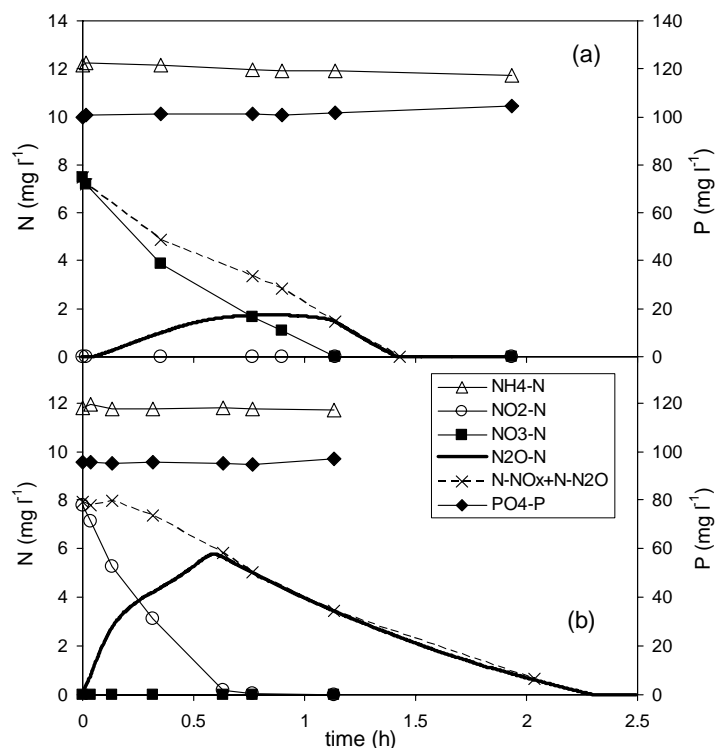 14 140
(a)
12 120
10 100
8 80
6 60
4 40
2 20
0 0
N (mg l-1)
P (mg l-1)
NH4-N
NO2-N
NO3-N
N2O-N
N-NOx+N-N2O
PO4-P
12 120
10 100
8 80
6 60
4 40
2 20
0 0
N (mg l-1)
P (mg l-1)
(b)
0 0.5 1 1.5 2 2.5
time (h)